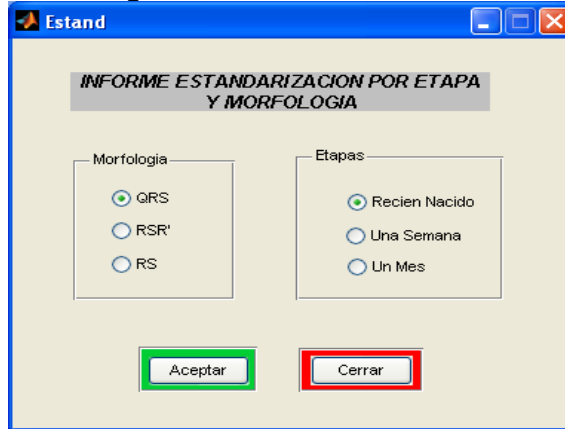 Estand
INFORME ESTANDARIZACION POR ETAPA
Y MORFOLOGIA
Morfologia
QRS
RSR'
RS
Etapas
Recien Nacido
Una Semana
Un Mes
Aceptar
Cerrar